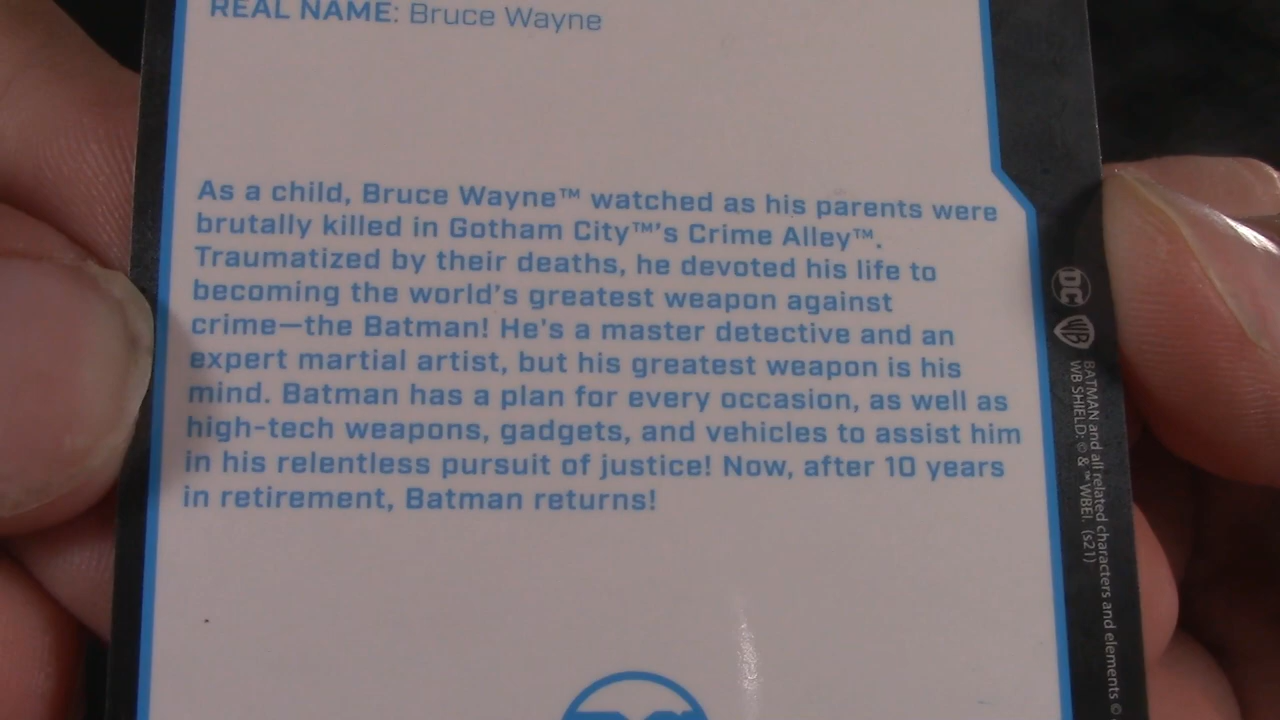 REAL NAME: Bruce Wayne
As a child, Bruce Wayne™ watched as his parents were
brutally killed in Gotham City™'s Crime Alley™.
Traumatized by their deaths, he devoted his life to
becoming the world's greatest weapon against
crime—the Batman! He's a master detective and an
expert martial artist, but his greatest weapon is his
mind. Batman has a plan for every occasion, as well as
high-tech weapons, gadgets, and vehicles to assist him
in his relentless pursuit of justice! Now, after 10 years
in retirement, Batman returns!
DC
WB
BATMAN and all related characters and elements ©
WB SHIELD: © & ™ WBEI. (s21)